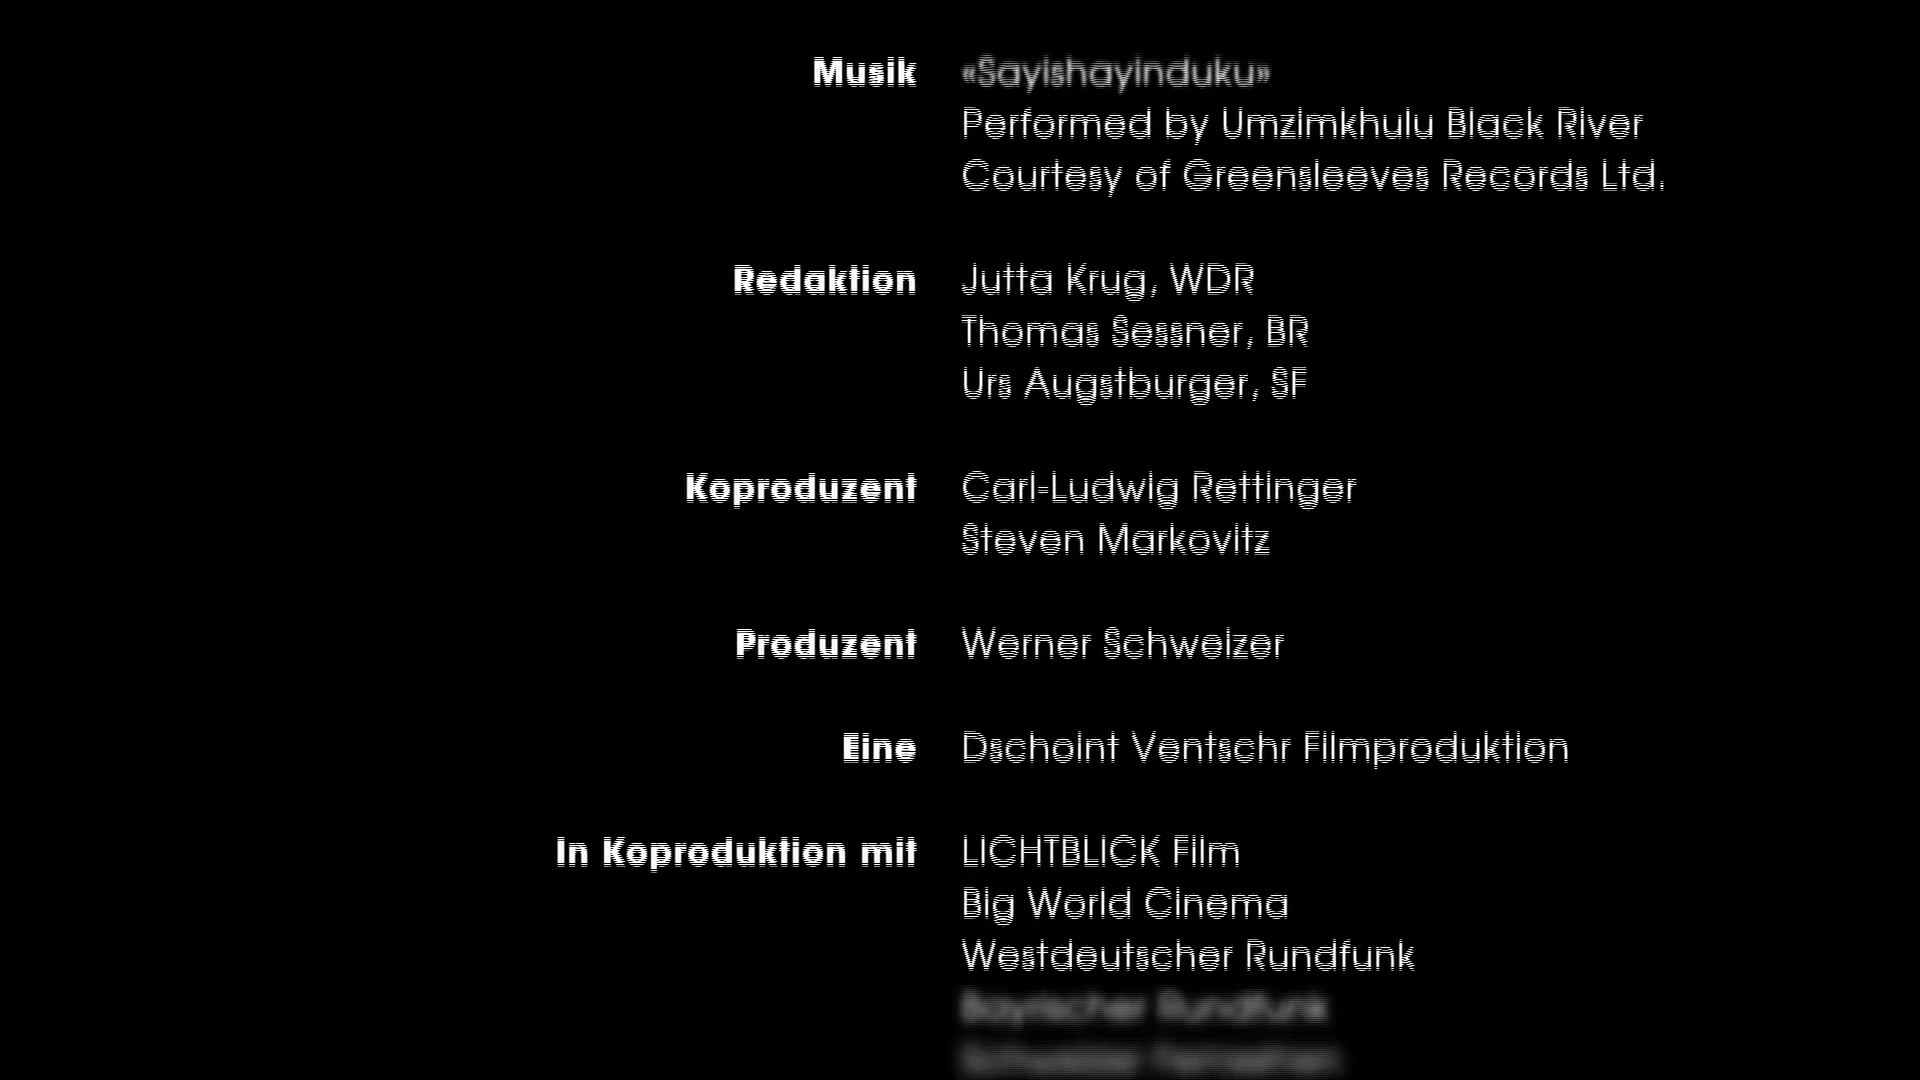 Musik «Sayishayinduku»
Performed by Umzimkhulu Black River
Courtesy of Greensleeves Records Ltd.
Redaktion Jutta Krug, WDR
Thomas Sessner, BR
Urs Augstburger, SF
Koproduzent Carl-Ludwig Rettinger
Steven Markovitz
Produzent Werner Schweizer
Eine Dschoint Ventschr Filmproduktion
In Koproduktion mit LICHTBLICK Film
Big World Cinema
Westdeutscher Rundfunk
Bayrischer Rundfunk